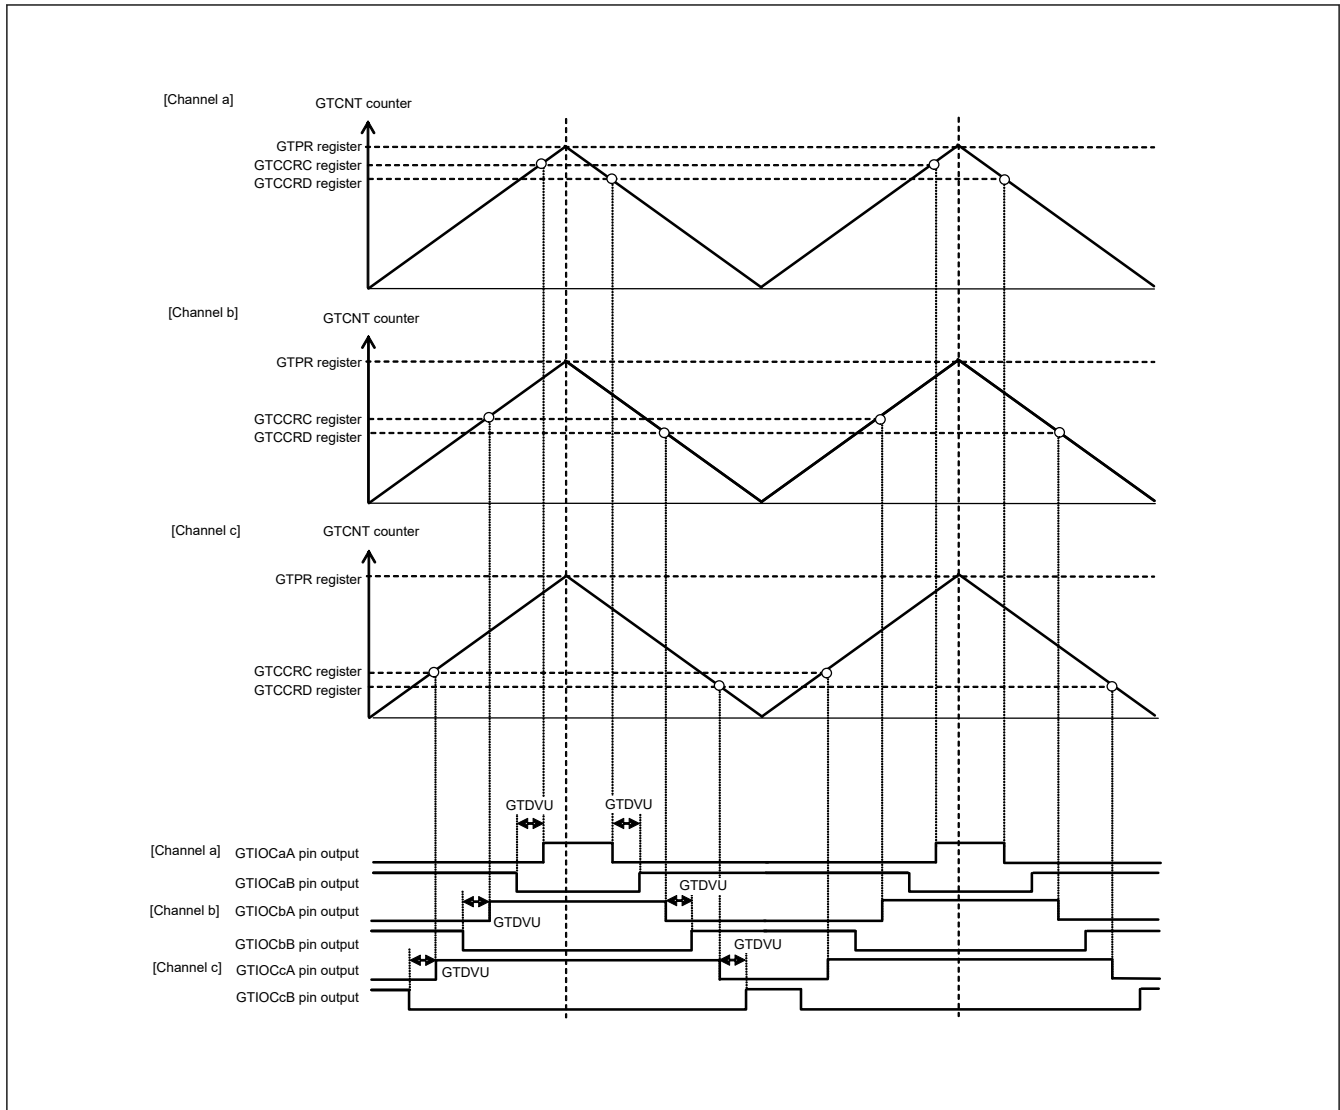 [Channel a]
GTCNT counter
GTPR register
GTCCRC register
GTCCRD register
[Channel b]
GTCNT counter
GTPR register
GTCCRC register
GTCCRD register
[Channel c]
GTCNT counter
GTPR register
GTCCRC register
GTCCRD register
GTDVU
GTDVU
[Channel a]
GTIOCaA pin output
GTIOCaB pin output
GTDVU
[Channel b]
GTIOCbA pin output
GTDVU
GTIOCbB pin output
GTDVU
[Channel c]
GTIOCcA pin output
GTDVU
GTIOCcB pin output